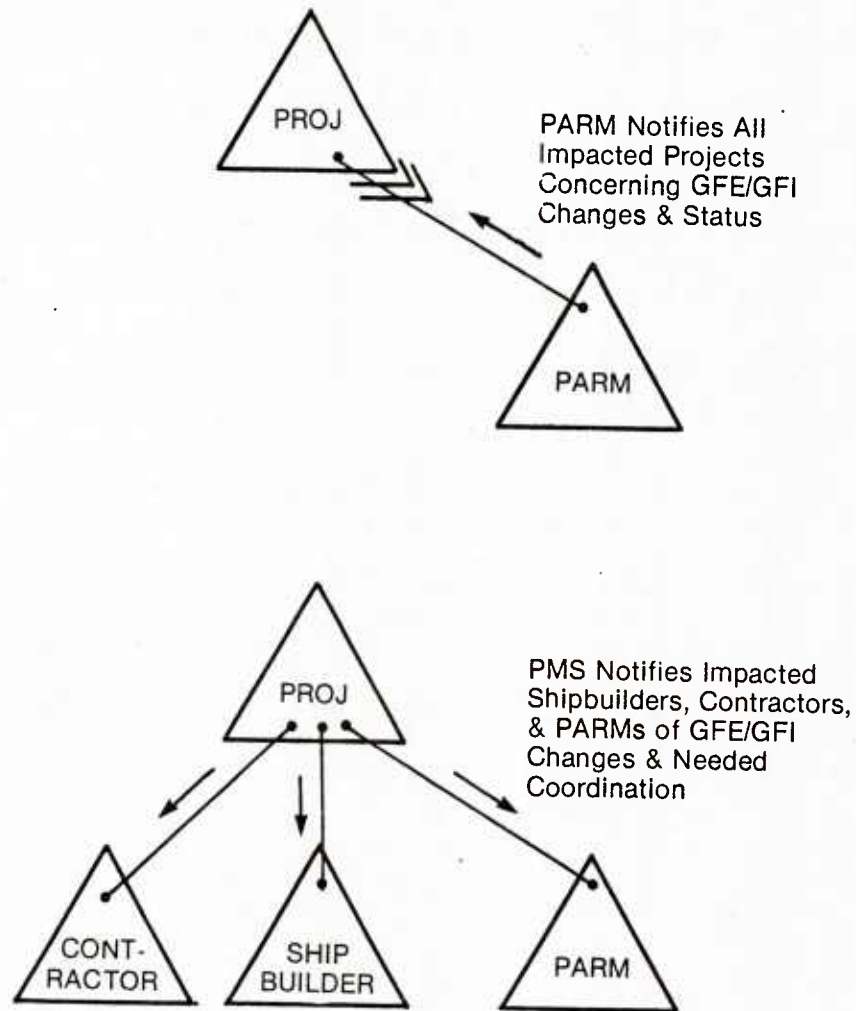 PROJ
PARM Notifies All
Impacted Projects
Concerning GFE/GFI
Changes & Status
PARM
PROJ
PMS Notifies Impacted
Shipbuilders, Contractors,
& PARMs of GFE/GFI
Changes & Needed
Coordination
CONT-
RACTOR
SHIP
BUILDER
PARM